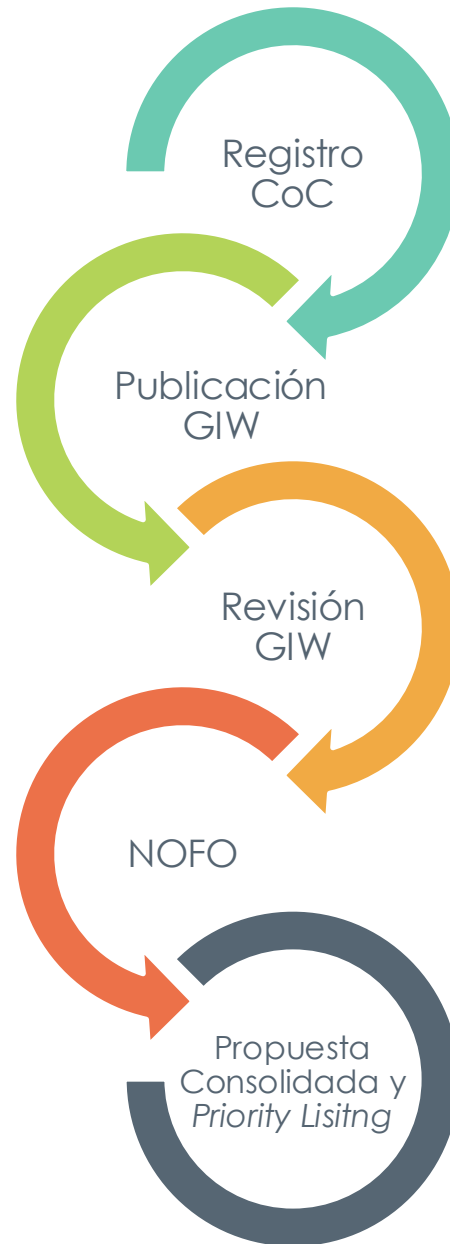 Registro
CoC
Publicación
GIW
Revisión
GIW
NOFO
Propuesta
Consolidada y
Priority Lisitng